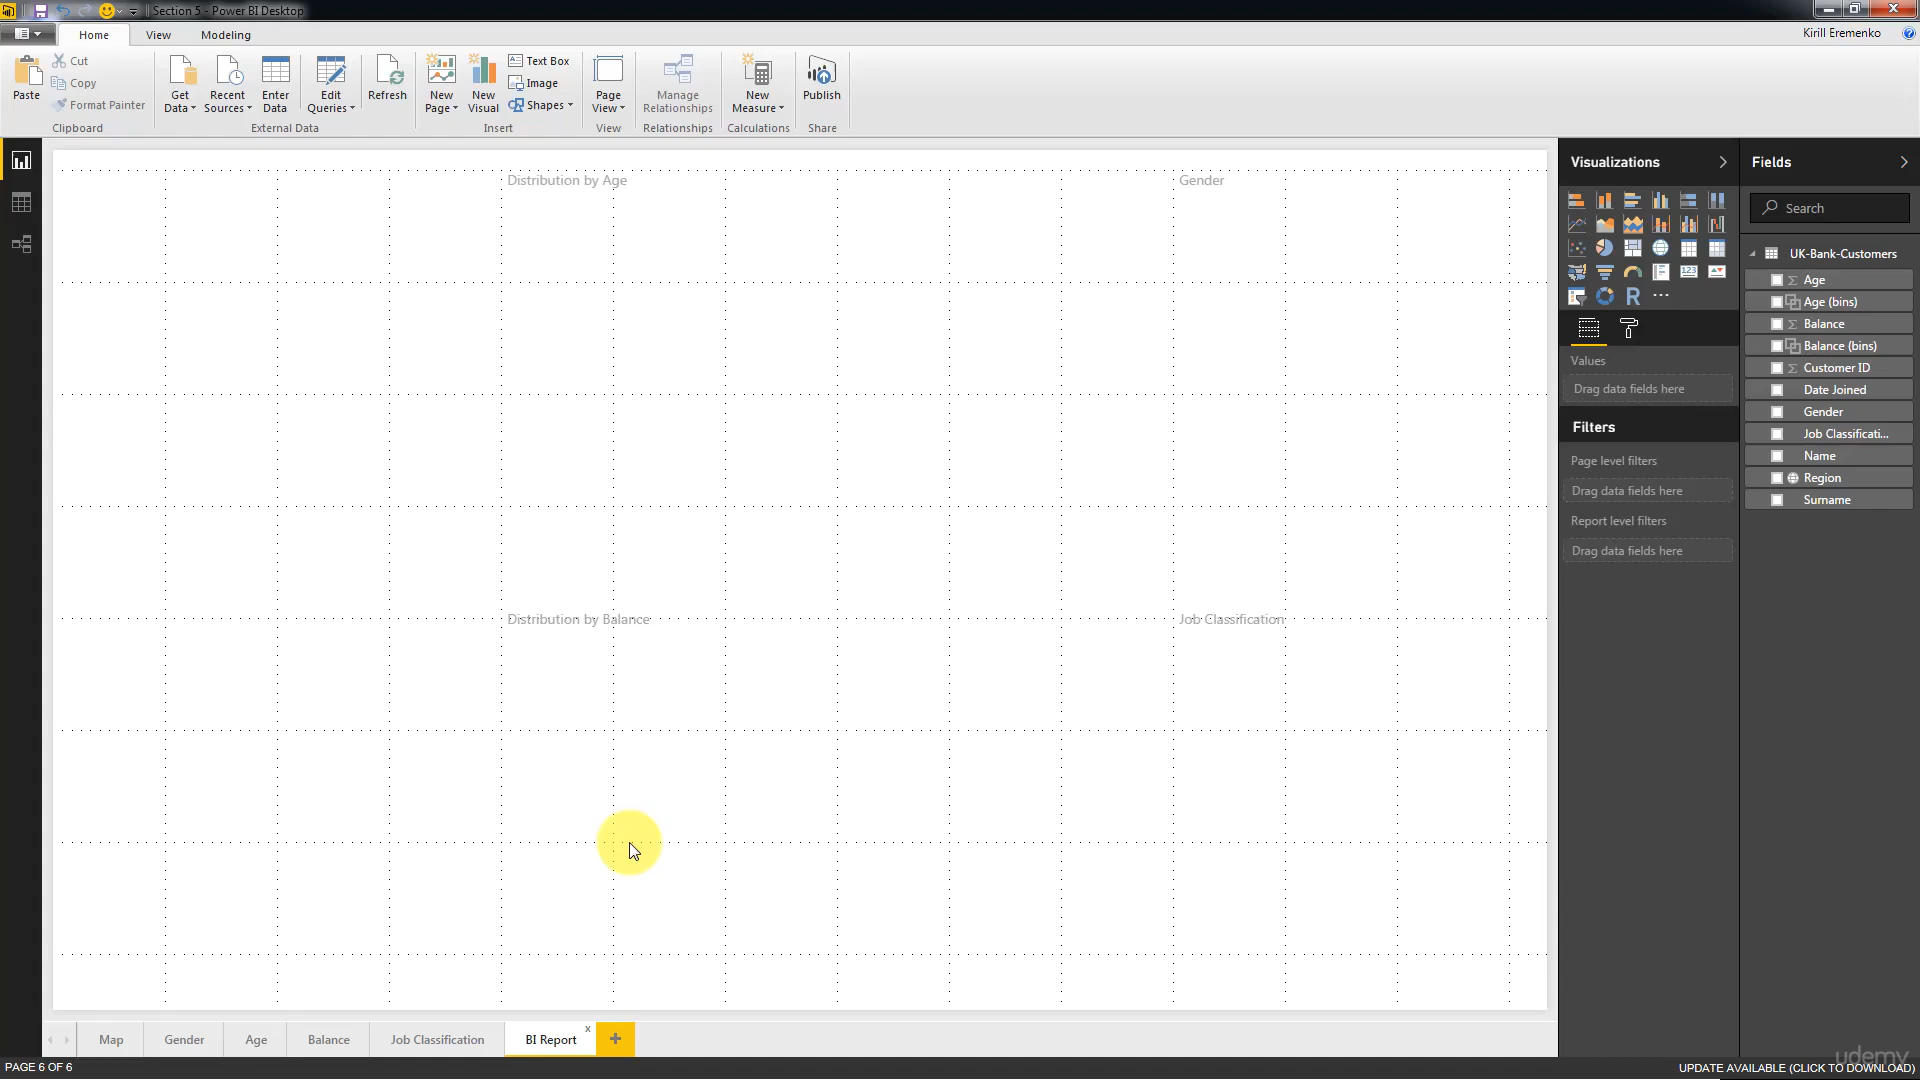 Section 5 - Power BI Desktop
Home
View
Modeling
Kirill Eremenko
Paste
Cut
Copy
Format Painter
Clipboard
Get Data
Recent Sources
Enter Data
Edit Queries
Refresh
External Data
New Page
New Visual
Text Box
Image
Shapes
Insert
Page View
View
Manage Relationships
Relationships
New Measure
Calculations
Publish
Share
Distribution by Age
Gender
Distribution by Balance
Job Classification
Visualizations
Values
Drag data fields here
Filters
Page level filters
Drag data fields here
Report level filters
Drag data fields here
Fields
Search
UK-Bank-Customers
Age
Age (bins)
Balance
Balance (bins)
Customer ID
Date Joined
Gender
Job Classificati...
Name
Region
Surname
Map
Gender
Age
Balance
Job Classification
BI Report
PAGE 6 OF 6
udemy
UPDATE AVAILABLE (CLICK TO DOWNLOAD)